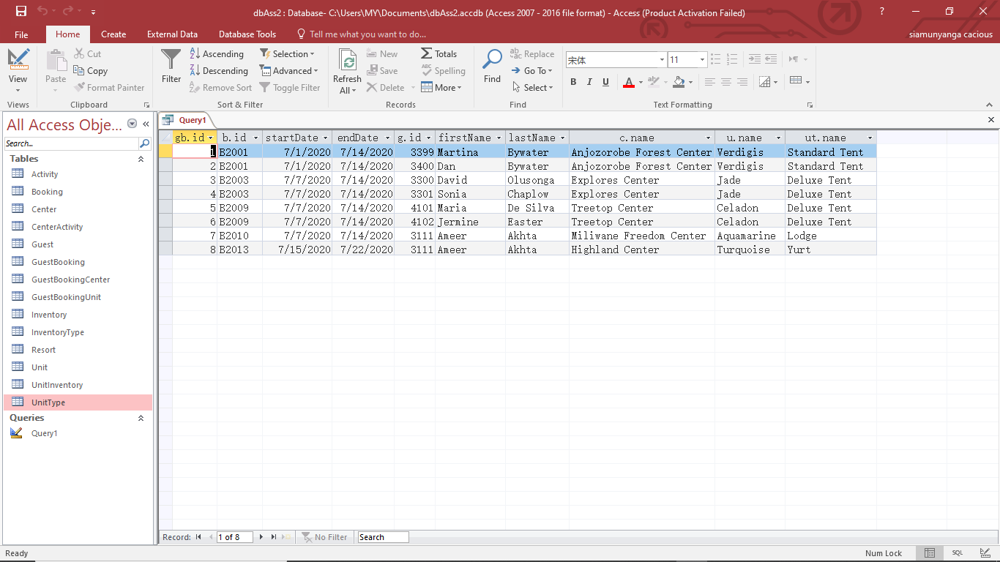 dbAss2 : Database- C:\Users\MY\Documents\dbAss2.accdb (Access 2007 - 2016 file format) - Access (Product Activation Failed) ?
File Home Create External Data Database Tools Tell me what you want to do... siamunyanga cacious
View
Views
Paste
Cut
Copy
Format Painter
Clipboard
Filter
Ascending
Descending
Remove Sort
Selection
Advanced
Toggle Filter
Sort & Filter
Refresh
All
New
Save
Delete
Totals
Spelling
More
Records
Find
Replace
Go To
Select
Find
宋体 11
B I U A
Text Formatting
All Access Obje...
Search...
Tables
Activity
Booking
Center
CenterActivity
Guest
GuestBooking
GuestBookingCenter
GuestBookingUnit
Inventory
InventoryType
Resort
Unit
UnitInventory
UnitType
Queries
Query1
Query1
gb.id b.id startDate endDate g.id firstName lastName c.name u.name ut.name
1 B2001 7/1/2020 7/14/2020 3399 Martina Bywater Anjozorobe Forest Center Verdigis Standard Tent
2 B2001 7/1/2020 7/14/2020 3400 Dan Bywater Anjozorobe Forest Center Verdigis Standard Tent
3 B2003 7/7/2020 7/14/2020 3300 David Olusonga Explores Center Jade Deluxe Tent
4 B2003 7/7/2020 7/14/2020 3301 Sonia Chaplow Explores Center Jade Deluxe Tent
5 B2009 7/7/2020 7/14/2020 4101 Maria De Silva Treetop Center Celadon Deluxe Tent
6 B2009 7/7/2020 7/14/2020 4102 Jermine Easter Treetop Center Celadon Deluxe Tent
7 B2010 7/7/2020 7/14/2020 3111 Ameer Akhta Miliwane Freedom Center Aquamarine Lodge
8 B2013 7/15/2020 7/22/2020 3111 Ameer Akhta Highland Center Turquoise Yurt
Record: 1 of 8 No Filter Search
Ready Num Lock SQL